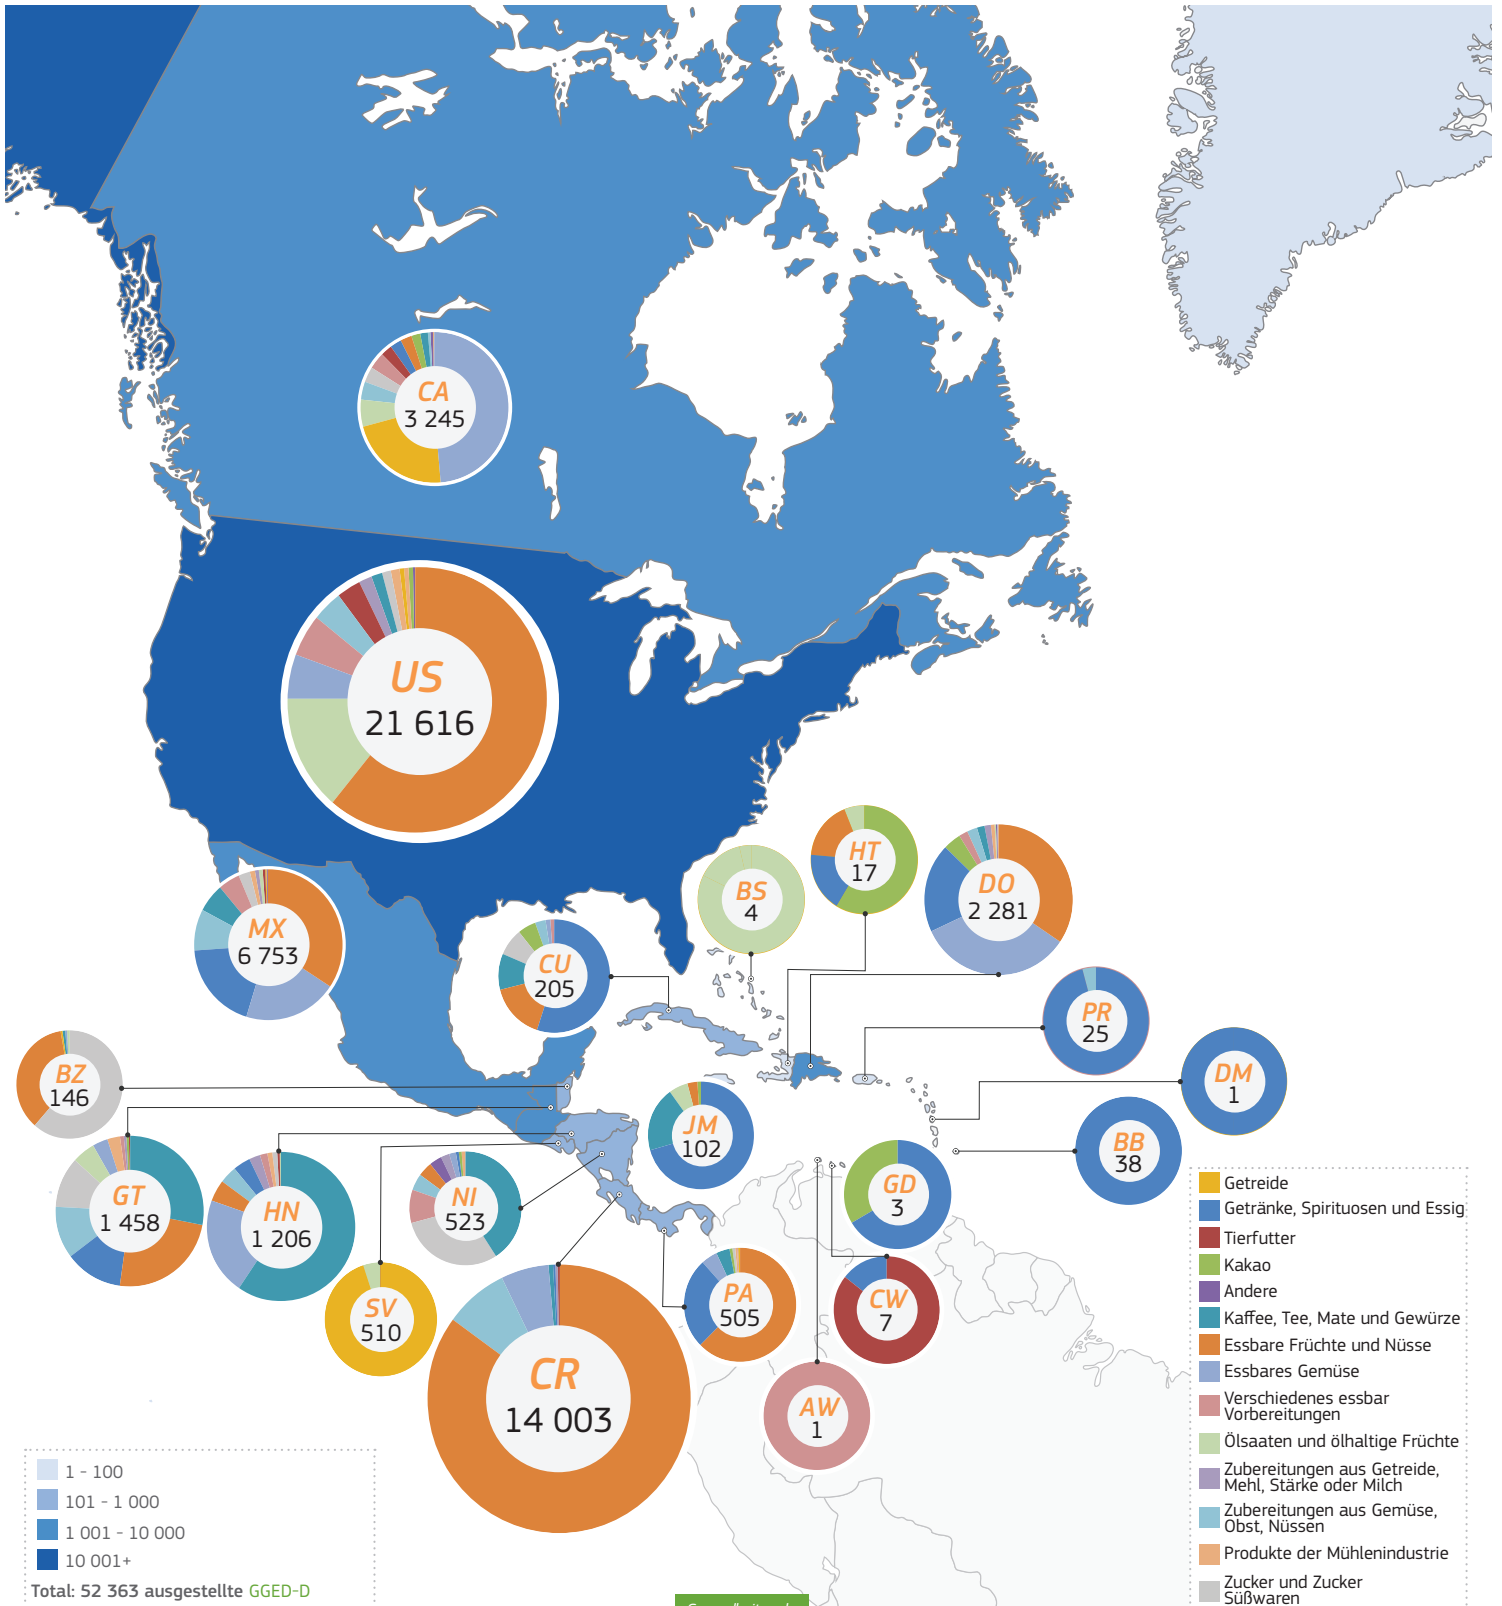 CA
3 245
US
21 616
HT
17
BS
4
DO
2 281
MX
6 753
CU
205
PR
25
BZ
146
DM
1
JM
102
BB
38
GT
1 458
HN
1 206
NI
523
GD
3
SV
510
PA
505
CW
7
CR
14 003
AW
1
Getreide
Getränke, Spirituosen und Essig
Tierfutter
Kakao
Andere
Kaffee, Tee, Mate und Gewürze
Essbare Früchte und Nüsse
Essbares Gemüse
Verschiedenes essbar
Vorbereitungen
Ölsaaten und ölhaltige Früchte
Zubereitungen aus Getreide,
Mehl, Stärke oder Milch
Zubereitungen aus Gemüse,
Obst, Nüssen
Produkte der Mühlenindustrie
Zucker und Zucker
Süßwaren
1 - 100
101 - 1 000
1 001 - 10 000
10 001+
Total: 52 363 ausgestellte GGED-D